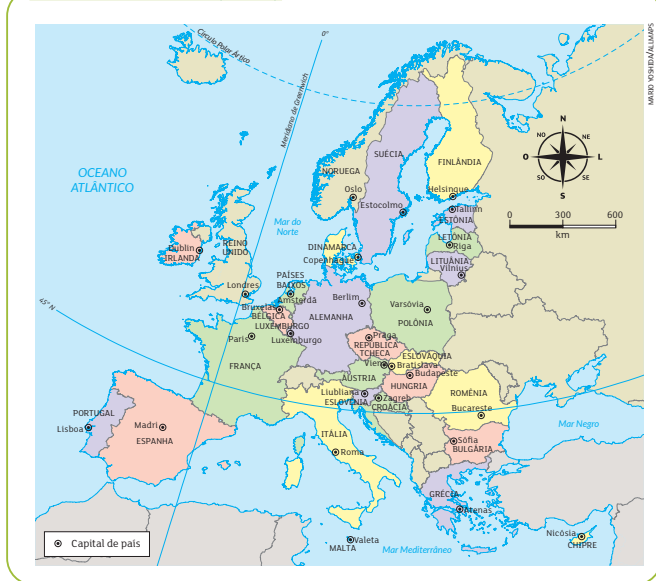 Círculo Polar Ártico
0°
Meridiano de Greenwich
MARIO YOSHIDA/ALLMAPS
N
NO
NE
O
L
SO
SE
S
0 300 600
km
OCEANO
ATLÂNTICO
SUÉCIA
FINLÂNDIA
NORUEGA
Oslo
Helsinque
Estocolmo
Tallinn
ESTÔNIA
Mar do
Norte
LETÔNIA
Riga
DINAMARCA
Copenhague
LITUÂNIA
Vilnius
Dublin
IRLANDA
REINO
UNIDO
Londres
PAÍSES
BAIXOS
Amsterdã
Berlim
Varsóvia
POLÔNIA
45° N
Bruxelas
BÉLGICA
ALEMANHA
LUXEMBURGO
Luxemburgo
Paris
FRANÇA
Praga
REPÚBLICA
TCHECA
ESLOVÁQUIA
Viena
Bratislava
Budapeste
ÁUSTRIA
HUNGRIA
Liubliana
ESLOVÊNIA
Zagreb
CROÁCIA
ROMÊNIA
Bucareste
PORTUGAL
Lisboa
Madri
ESPANHA
ITÁLIA
Roma
Mar Negro
Sófia
BULGÁRIA
GRÉCIA
Atenas
Nicósia
CHIPRE
Valeta
MALTA
Mar Mediterrâneo
Capital de país